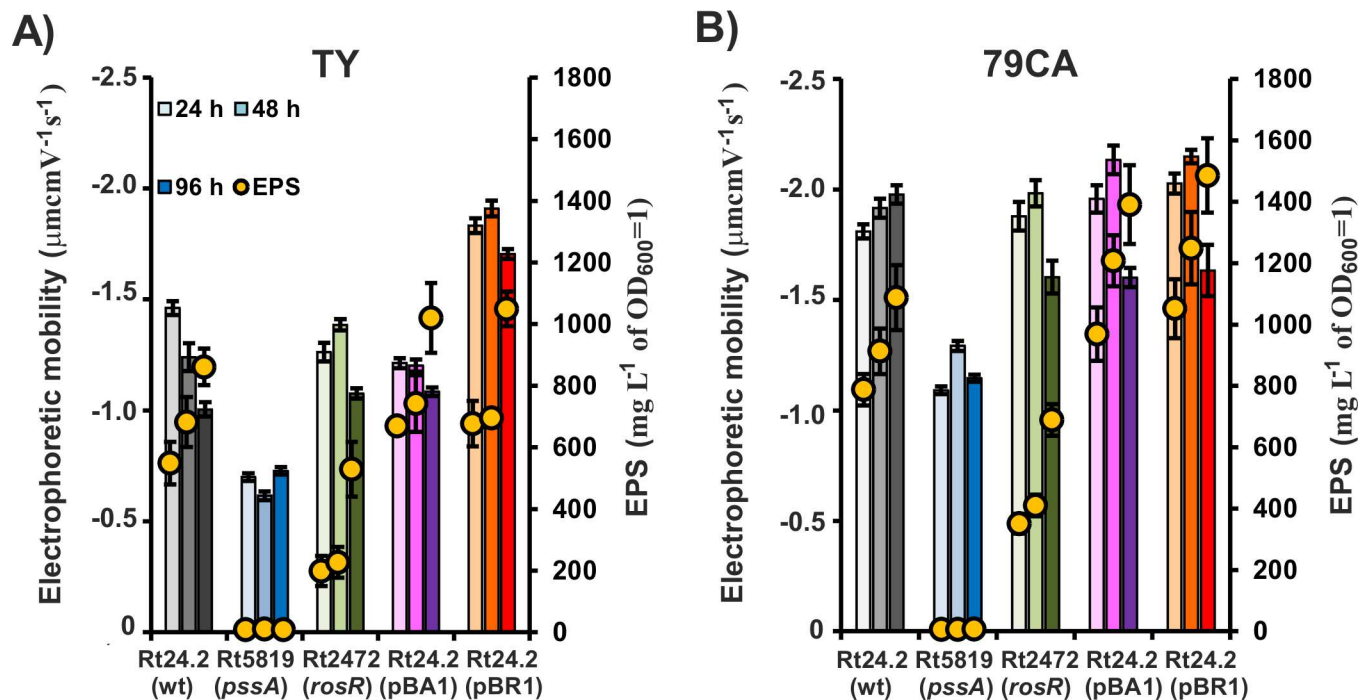 A)
TY
-2.5
-2.0
-1.5
-1.0
-0.5
0
Electrophoretic mobility (μmcmV⁻¹s⁻¹)
24 h 48 h
96 h EPS
1800
1600
1400
1200
1000
800
600
400
200
0
EPS (mg L⁻¹ of OD₆₀₀=1)
Rt24.2 Rt5819 Rt2472 Rt24.2 Rt24.2
(wt) (pssA) (rosR) (pBA1) (pBR1)
B)
79CA
-2.5
-2.0
-1.5
-1.0
-0.5
0
Electrophoretic mobility (μmcmV⁻¹s⁻¹)
1800
1600
1400
1200
1000
800
600
400
200
0
EPS (mg L⁻¹ of OD₆₀₀=1)
Rt24.2 Rt5819 Rt2472 Rt24.2 Rt24.2
(wt) (pssA) (rosR) (pBA1) (pBR1)